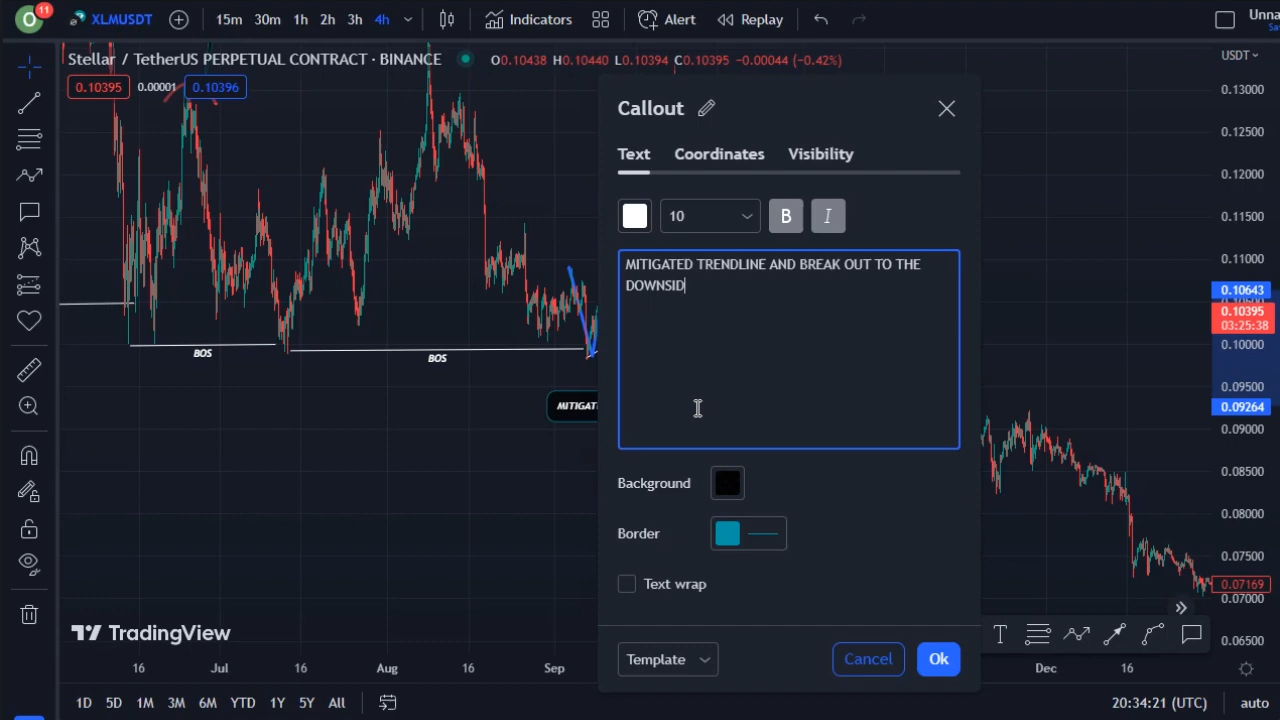 O
11
XLMUSDT
15m 30m 1h 2h 3h 4h
Indicators
Alert
Replay
Unna
Stellar / TetherUS PERPETUAL CONTRACT · BINANCE
O0.10438 H0.10440 L0.10394 C0.10395 −0.00044 (−0.42%)
USDT
0.10395
0.00001
0.10396
0.13000
0.12500
0.12000
0.11500
0.11000
0.10643
0.10395
03:25:38
0.10000
0.09500
0.09264
0.09000
0.08500
0.08000
0.07500
0.07169
0.07000
0.06500
Callout
Text Coordinates Visibility
10
B
I
MITIGATED TRENDLINE AND BREAK OUT TO THE
DOWNSID
Background
Border
Text wrap
Template
Cancel
Ok
BOS
BOS
MITIGAT
TradingView
T
16 Jul 16 Aug 16 Sep Dec 16
1D 5D 1M 3M 6M YTD 1Y 5Y All
20:34:21 (UTC)
auto